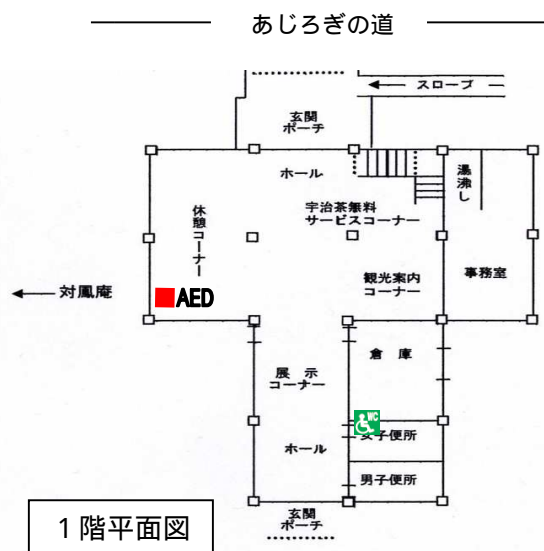 あじろぎの道
← スロープ
玄関
ポーチ
ホール
湯沸し
宇治茶無料
サービスコーナー
休憩コーナー
観光案内
コーナー
事務室
← 対鳳庵
AED
展示
コーナー
倉庫
WC
女子便所
ホール
男子便所
玄関
ポーチ
1階平面図